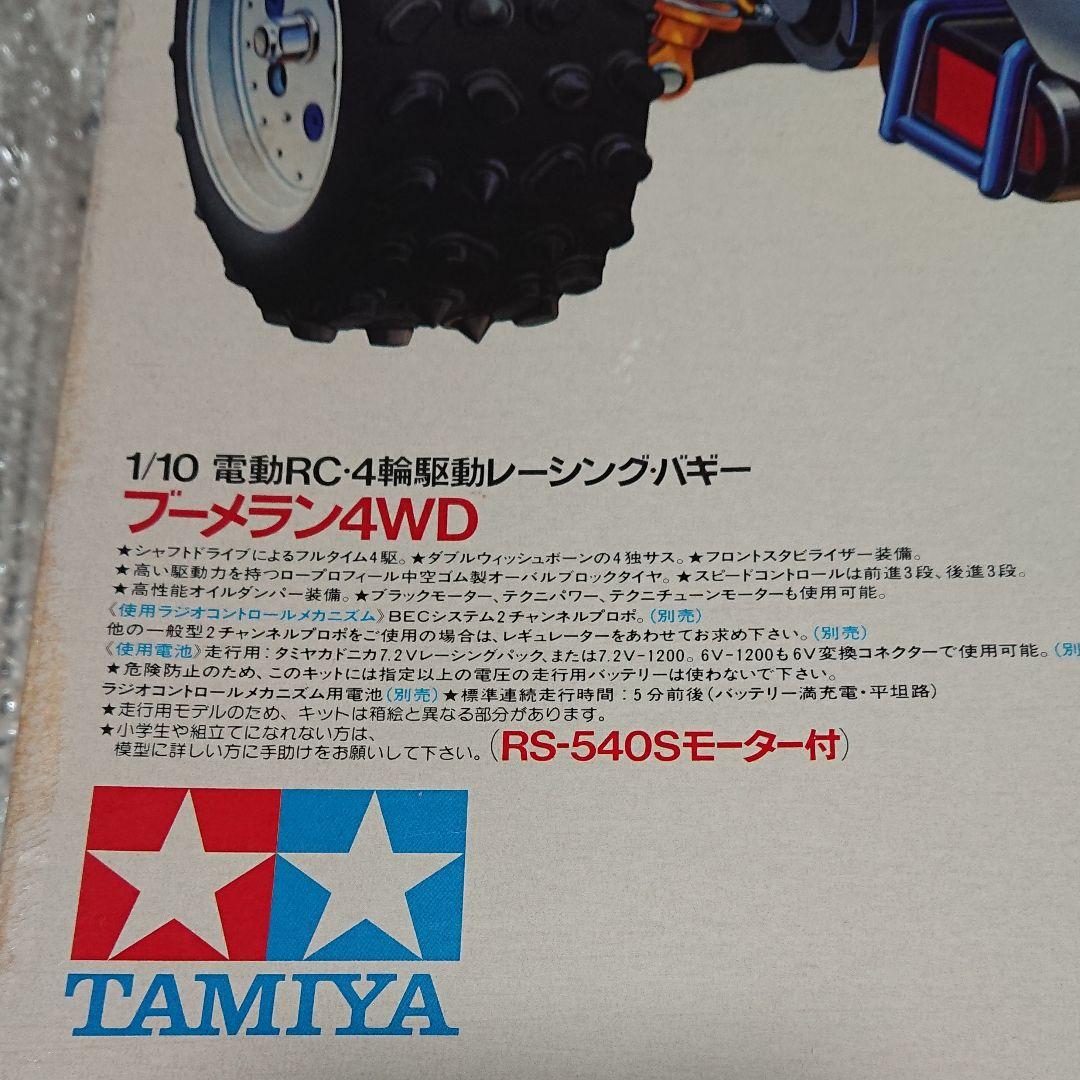 1/10 電動RC・4輪駆動レーシング・バギー
ブーメラン4WD
★シャフトドライブによるフルタイム4駆。★ダブルウィッシュボーンの4独サス。★フロントスタビライザー装備。
★高い駆動力を持つロープロフィール中空ゴム製オーバルブロックタイヤ。★スピードコントロールは前進3段、後進3段。
★高性能オイルダンパー装備。★ブラックモーター、テクニパワー、テクニチューンモーターも使用可能。
《使用ラジオコントロールメカニズム》BECシステム2チャンネルプロポ。(別売)
他の一般型2チャンネルプロポをご使用の場合は、レギュレーターをあわせてお求め下さい。(別売)
《使用電池》走行用：タミヤカドニカ7.2Vレーシングパック、または7.2V-1200。6V-1200も6V変換コネクターで使用可能。(別
★危険防止のため、このキットには指定以上の電圧の走行用バッテリーは使わないで下さい。
ラジオコントロールメカニズム用電池(別売)★標準連続走行時間：5分前後(バッテリー満充電・平坦路)
★走行用モデルのため、キットは箱絵と異なる部分があります。
★小学生や組立てになれない方は、
模型に詳しい方に手助けをお願いして下さい。(RS-540Sモーター付)
TAMIYA